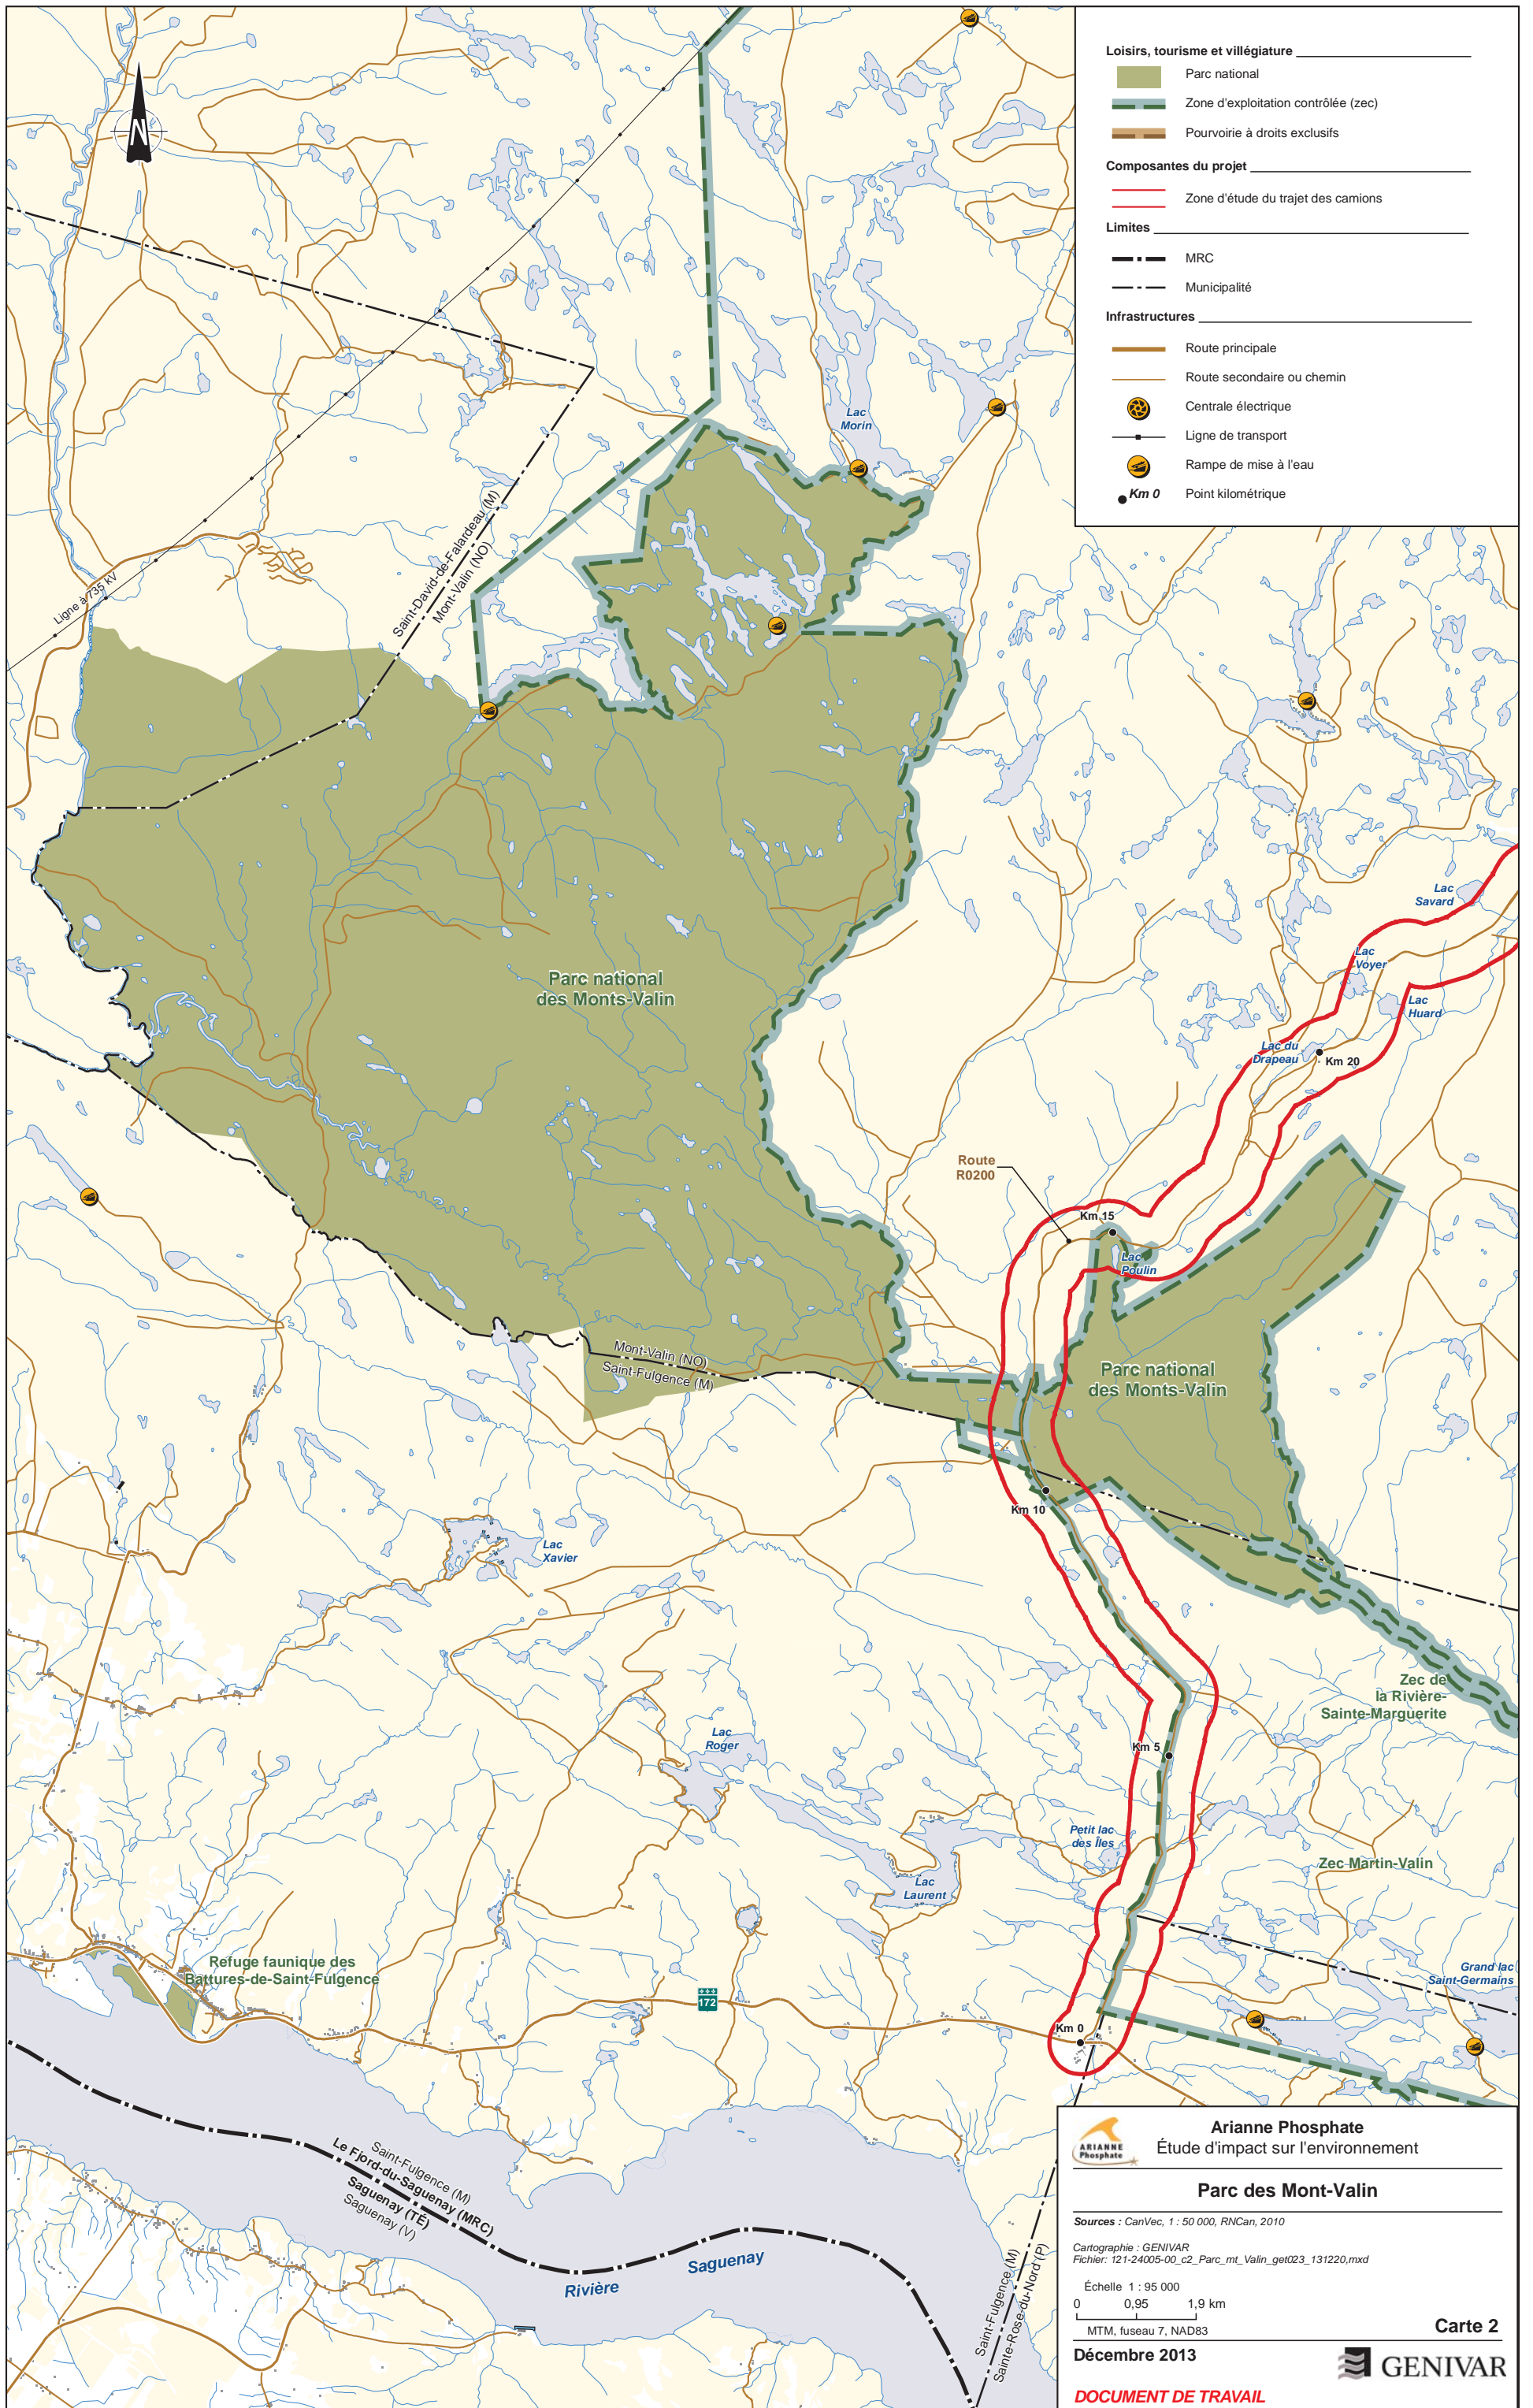 Loisirs, tourisme et villégiature
Parc national
Zone d'exploitation contrôlée (zec)
Pourvoirie à droits exclusifs
Composantes du projet
Zone d'étude du trajet des camions
Limites
MRC
Municipalité
Infrastructures
Route principale
Route secondaire ou chemin
Centrale électrique
Ligne de transport
Rampe de mise à l'eau
Km 0
Point kilométrique
N
Lac
Morin
Saint-David-de-Falardeau (M)
Mont-Valin (NO)
Ligne à 735 kV
Lac
Savard
Lac
Voyer
Lac
Huard
Lac du
Drapeau
Km 20
Parc national
des Monts-Valin
Route
R0200
Km 15
Lac
Poulin
Mont-Valin (NO)
Saint-Fulgence (M)
Parc national
des Monts-Valin
Km 10
Lac
Xavier
Zec de
la Rivière-
Sainte-Marguerite
Lac
Roger
Km 5
Petit lac
des Îles
Zec Martin-Valin
Lac
Laurent
Refuge faunique des
Battures-de-Saint-Fulgence
Grand lac
Saint-Germains
172
Km 0
Saint-Fulgence (M)
Le Fjord-du-Saguenay (MRC)
Saguenay (TÉ)
Saguenay (V)
Rivière
Saguenay
Saint-Fulgence (M)
Sainte-Rose-du-Nord (P)
ARIANNE
Phosphate
Arianne Phosphate
Étude d'impact sur l'environnement
Parc des Mont-Valin
Sources : CanVec, 1 : 50 000, RNCan, 2010
Cartographie : GENIVAR
Fichier: 121-24005-00_c2_Parc_mt_Valin_get023_131220,mxd
Échelle 1 : 95 000
0 0,95 1,9 km
MTM, fuseau 7, NAD83
Carte 2
Décembre 2013
GENIVAR
DOCUMENT DE TRAVAIL